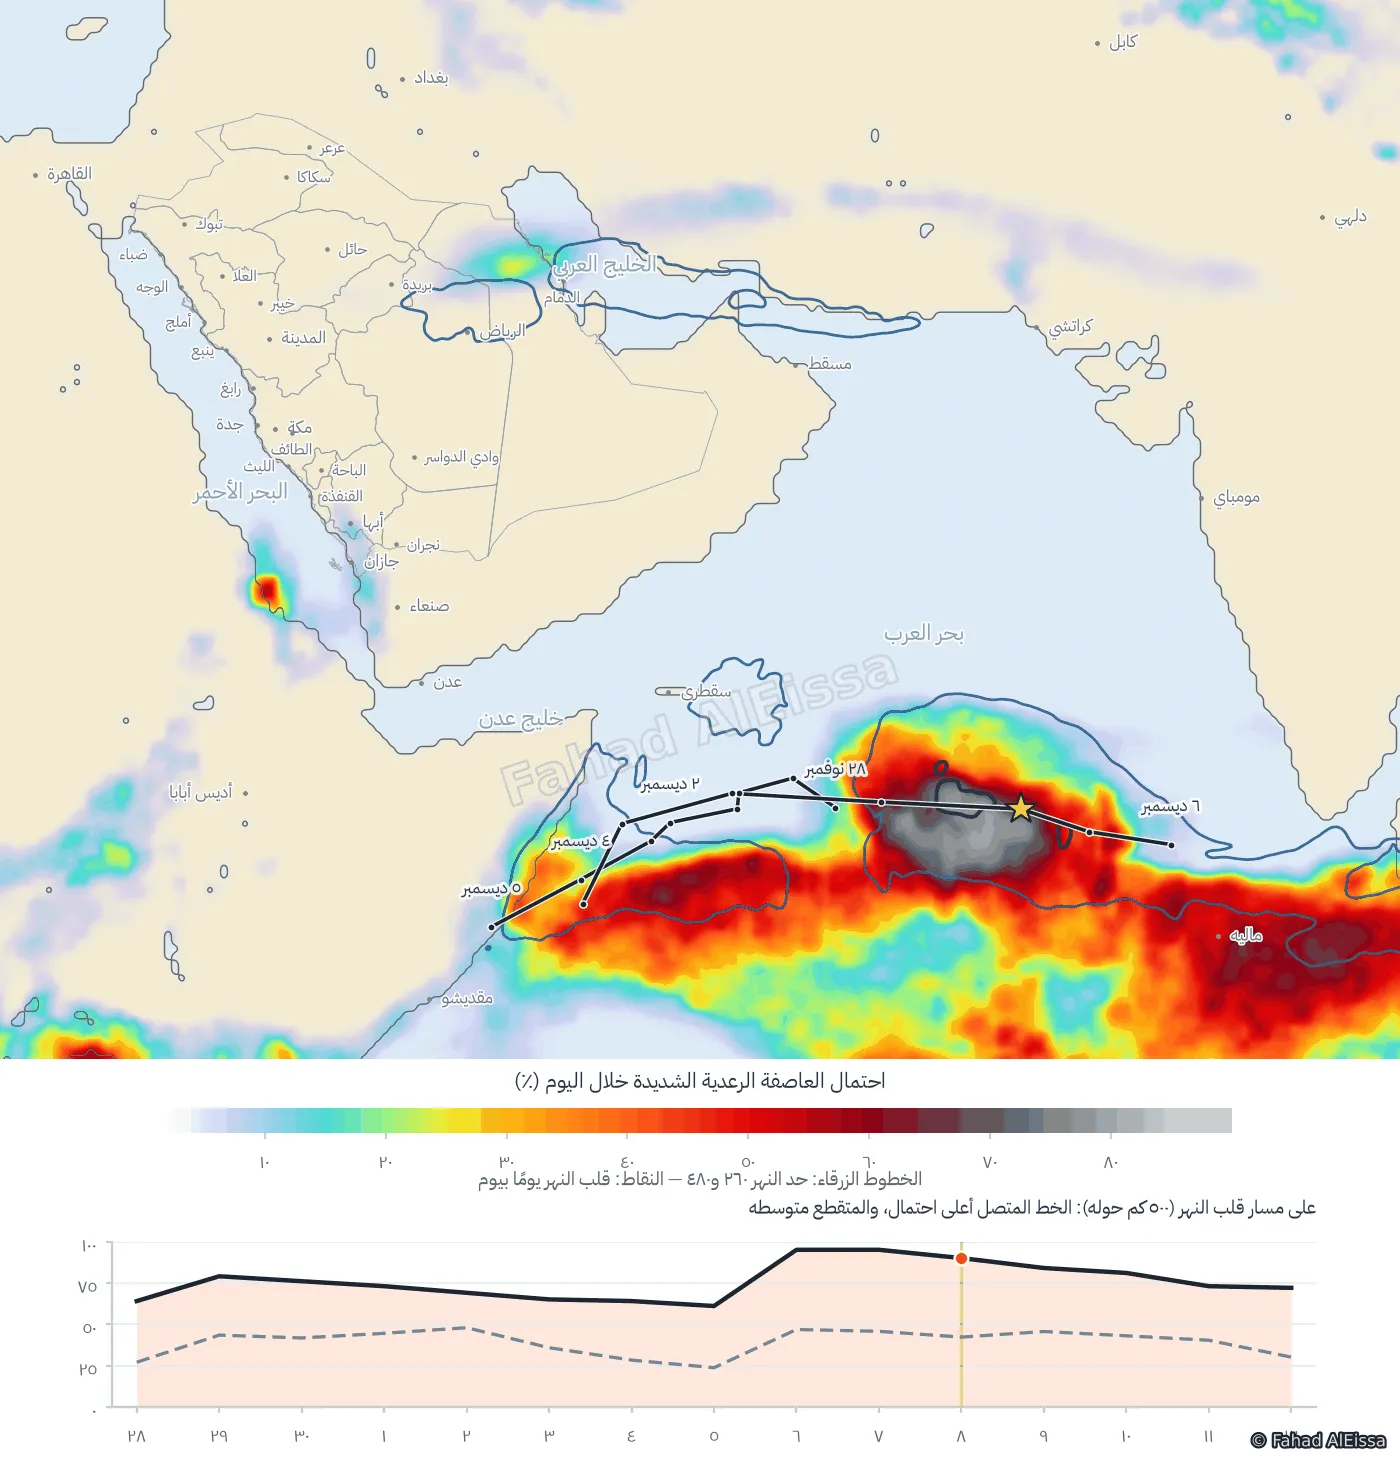 كابل
بغداد
عرعر
القاهرة
سكاكا
دلهي
تبوك
حائل
ضباء
الخليج العربي
العلا
الوجه
بريدة
الدمام
خيبر
أملج
كراتشي
الرياض
المدينة
ينبع
مسقط
رابغ
جدة
مكة
الطائف
وادي الدواسر
الليث
الباحة
البحر الأحمر
القنفذة
مومباي
أبها
نجران
جازان
صنعاء
بحر العرب
عدن
سقطرى
خليج عدن
Fahad AlEissa
٢٨ نوفمبر
٢ ديسمبر
أديس أبابا
٦ ديسمبر
٤ ديسمبر
٥ ديسمبر
ماليه
مقديشو
احتمال العاصفة الرعدية الشديدة خلال اليوم (٪)
١٠ ٢٠ ٣٠ ٤٠ ٥٠ ٦٠ ٧٠ ٨٠
الخطوط الزرقاء: حد النهر ٢٦٠ و٤٨٠ — النقاط: قلب النهر يومًا بيوم
على مسار قلب النهر (٥٠٠ كم حوله): الخط المتصل أعلى احتمال، والمتقطع متوسطه
١٠٠
٧٥
٥٠
٢٥
٠
٢٨ ٢٩ ٣٠ ١ ٢ ٣ ٤ ٥ ٦ ٧ ٨ ٩ ١٠ ١١
© Fahad AlEissa